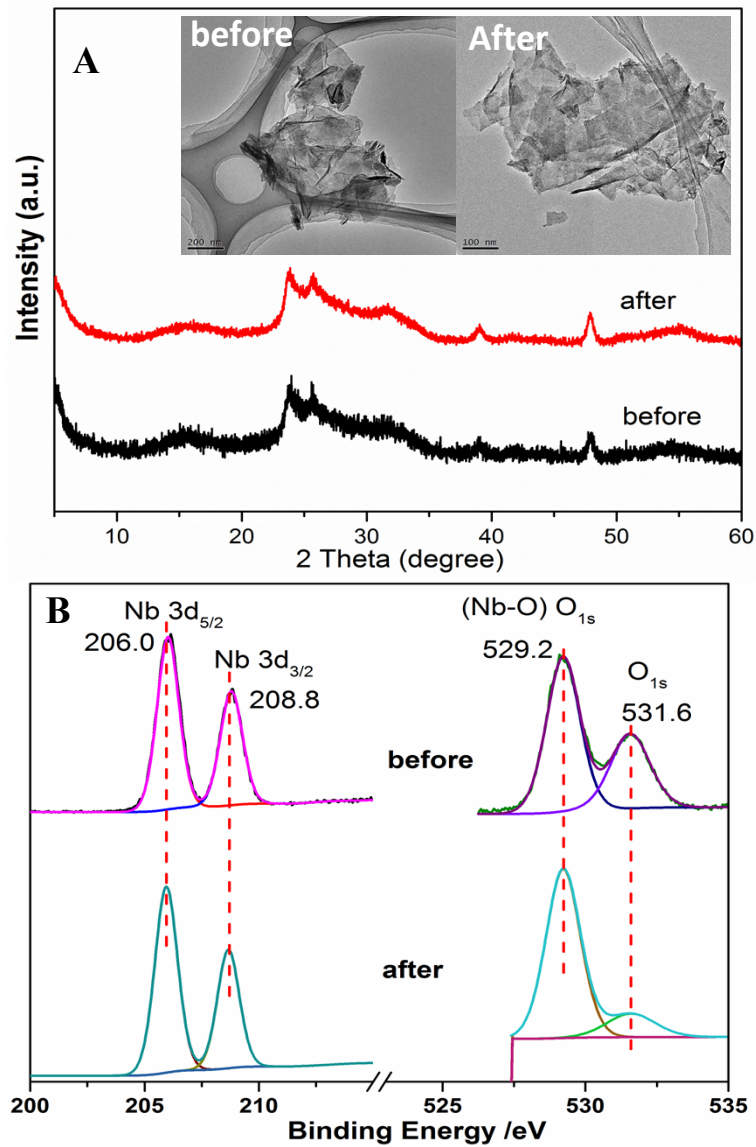 before
After
A
200 nm
100 nm
Intensity (a.u.)
after
before
10 20 30 40 50 60
2 Theta (degree)
B
Nb 3d5/2
206.0
Nb 3d3/2
208.8
(Nb-O) O1s
529.2
O1s
531.6
before
after
200 205 210 525 530 535
Binding Energy /eV